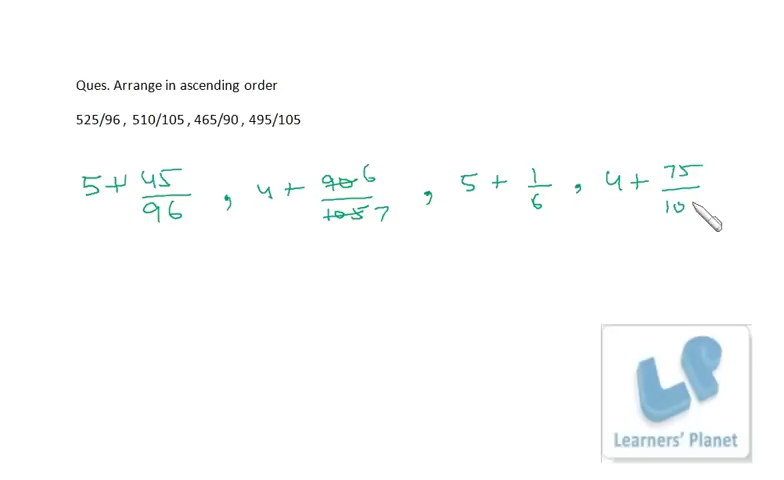 Ques. Arrange in ascending order
525/96 , 510/105 , 465/90 , 495/105
5 + 45/96 , 4 + 90/105 6/7 , 5 + 1/6 , 4 + 75/10
LP
Learners' Planet